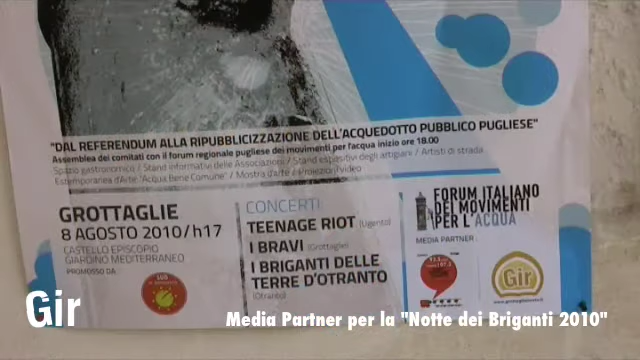 "DAL REFERENDUM ALLA RIPUBBLICIZZAZIONE DELL'ACQUEDOTTO PUBBLICO PUGLIESE"
Assemblea dei comitati con il forum regionale pugliese dei movimenti per l'acqua inizio ore 18.00
Spazio gastronomico / Stand informativi delle Associazioni / Stand espositivi degli artigiani / Artisti di strada
Estemporanea d'Arte "Acqua Bene Comune" / Mostra d'arte / Proiezioni video
GROTTAGLIE
8 AGOSTO 2010/h17
CASTELLO EPISCOPIO
GIARDINO MEDITERRANEO
PROMOSSO DA
CONCERTI
TEENAGE RIOT (Ugento)
I BRAVI (Grottaglie)
I BRIGANTI DELLE
TERRE D'OTRANTO
(Otranto)
FORUM ITALIANO
DEI MOVIMENTI
PER L'ACQUA
MEDIA PARTNER
Gir
Gir
Media Partner per la "Notte dei Briganti 2010"